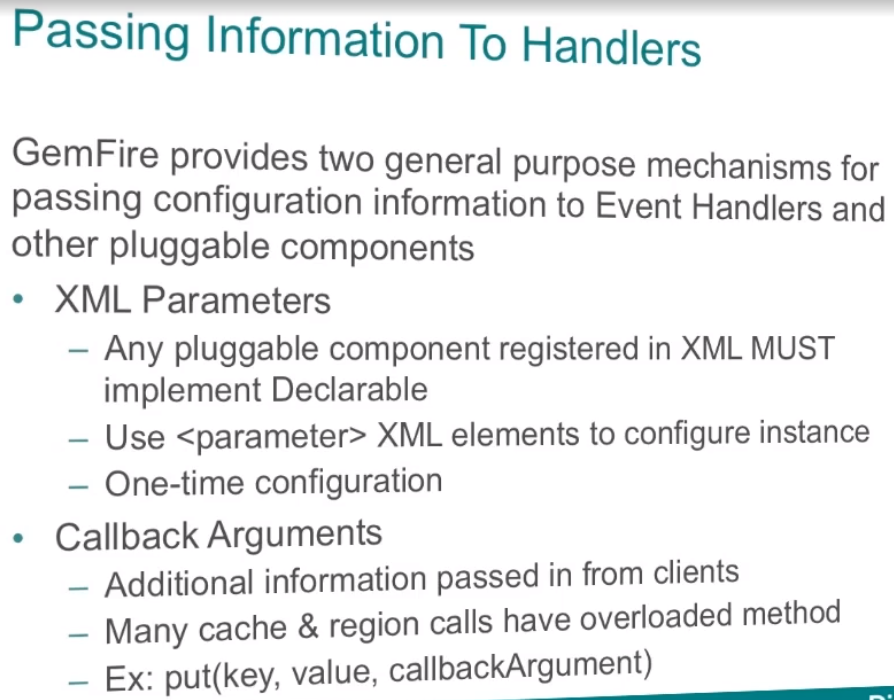 Passing Information To Handlers
GemFire provides two general purpose mechanisms for
passing configuration information to Event Handlers and
other pluggable components
• XML Parameters
– Any pluggable component registered in XML MUST
implement Declarable
– Use <parameter> XML elements to configure instance
– One-time configuration
• Callback Arguments
– Additional information passed in from clients
– Many cache & region calls have overloaded method
– Ex: put(key, value, callbackArgument)